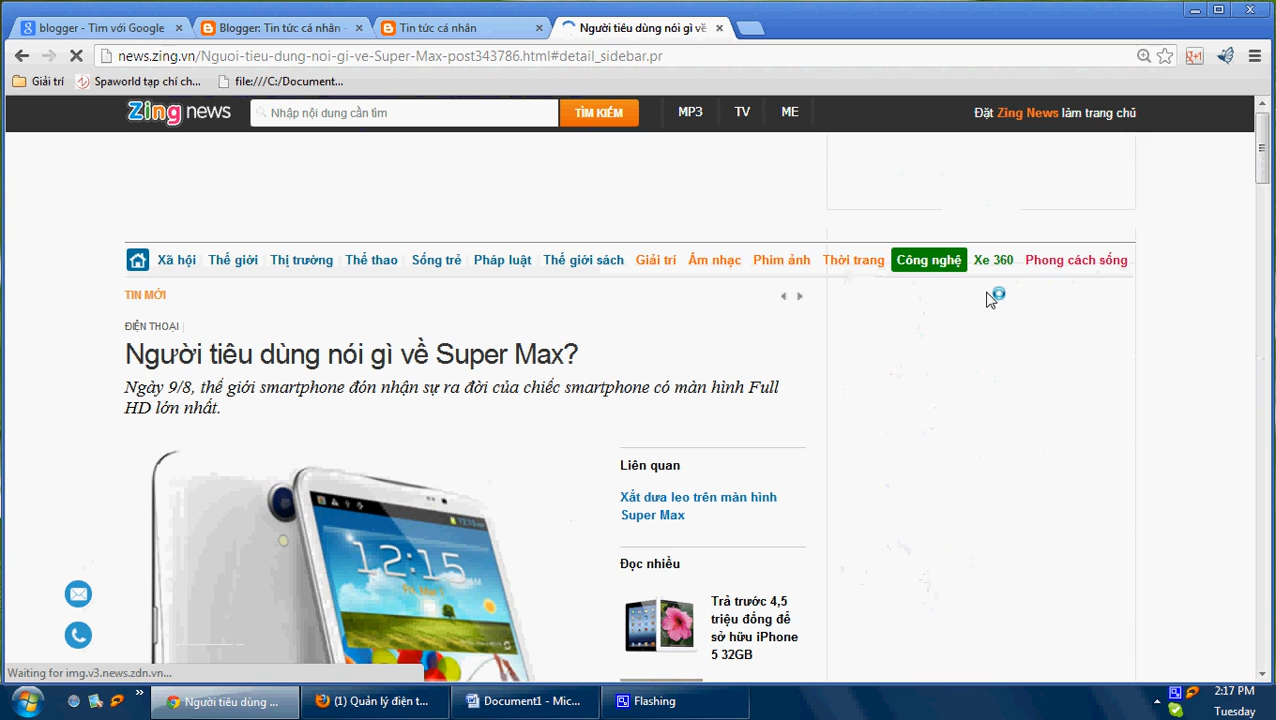 blogger - Tìm với Google
Blogger: Tin tức cá nhân -
Tin tức cá nhân
Người tiêu dùng nói gì về
news.zing.vn/Nguoi-tieu-dung-noi-gi-ve-Super-Max-post343786.html#detail_sidebar.pr
Giải trí
Spaworld tạp chí ch...
file:///C:/Document...
Zing news
Nhập nội dung cần tìm
TÌM KIẾM
MP3
TV
ME
Đặt Zing News làm trang chủ
Xã hội
Thế giới
Thị trường
Thể thao
Sống trẻ
Pháp luật
Thế giới sách
Giải trí
Âm nhạc
Phim ảnh
Thời trang
Công nghệ
Xe 360
Phong cách sống
TIN MỚI
ĐIỆN THOẠI
Người tiêu dùng nói gì về Super Max?
Ngày 9/8, thế giới smartphone đón nhận sự ra đời của chiếc smartphone có màn hình Full
HD lớn nhất.
Liên quan
Xắt dưa leo trên màn hình
Super Max
Đọc nhiều
Trả trước 4,5
triệu đồng để
sở hữu iPhone
5 32GB
12:15
Waiting for img.v3.news.zdn.vn...
Người tiêu dùng ...
(1) Quản lý điện t...
Document1 - Mic...
Flashing
2:17 PM
Tuesday